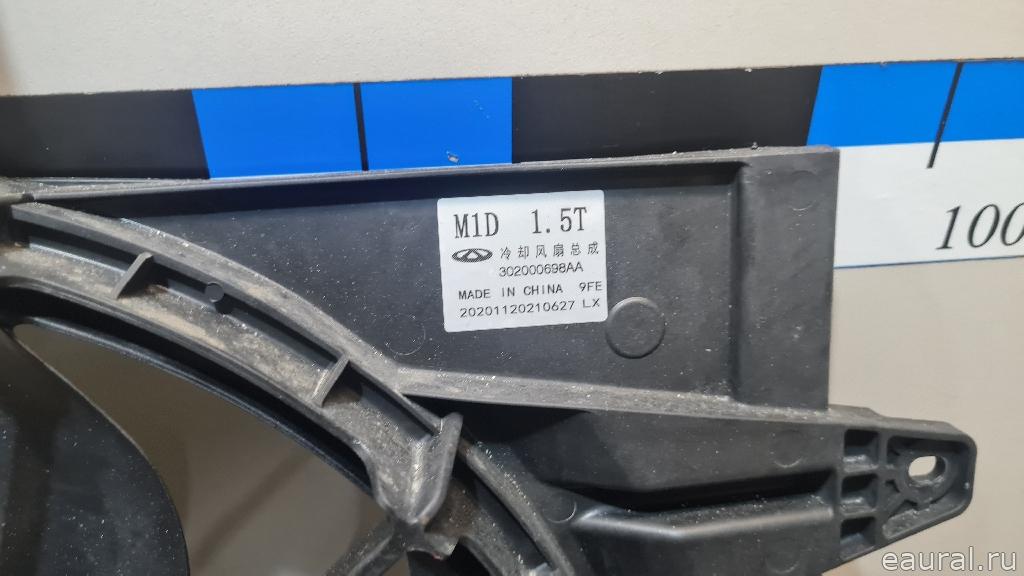 M1D 1.5T
冷却风扇总成
302000698AA
MADE IN CHINA 9FE
20201120210627 LX
100
eaural.ru